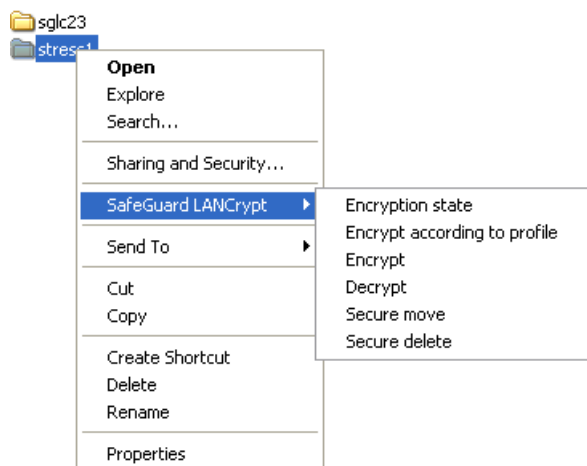 sglc23
stress1
Open
Explore
Search...
Sharing and Security...
SafeGuard LANCrypt
Send To
Cut
Copy
Create Shortcut
Delete
Rename
Properties
Encryption state
Encrypt according to profile
Encrypt
Decrypt
Secure move
Secure delete